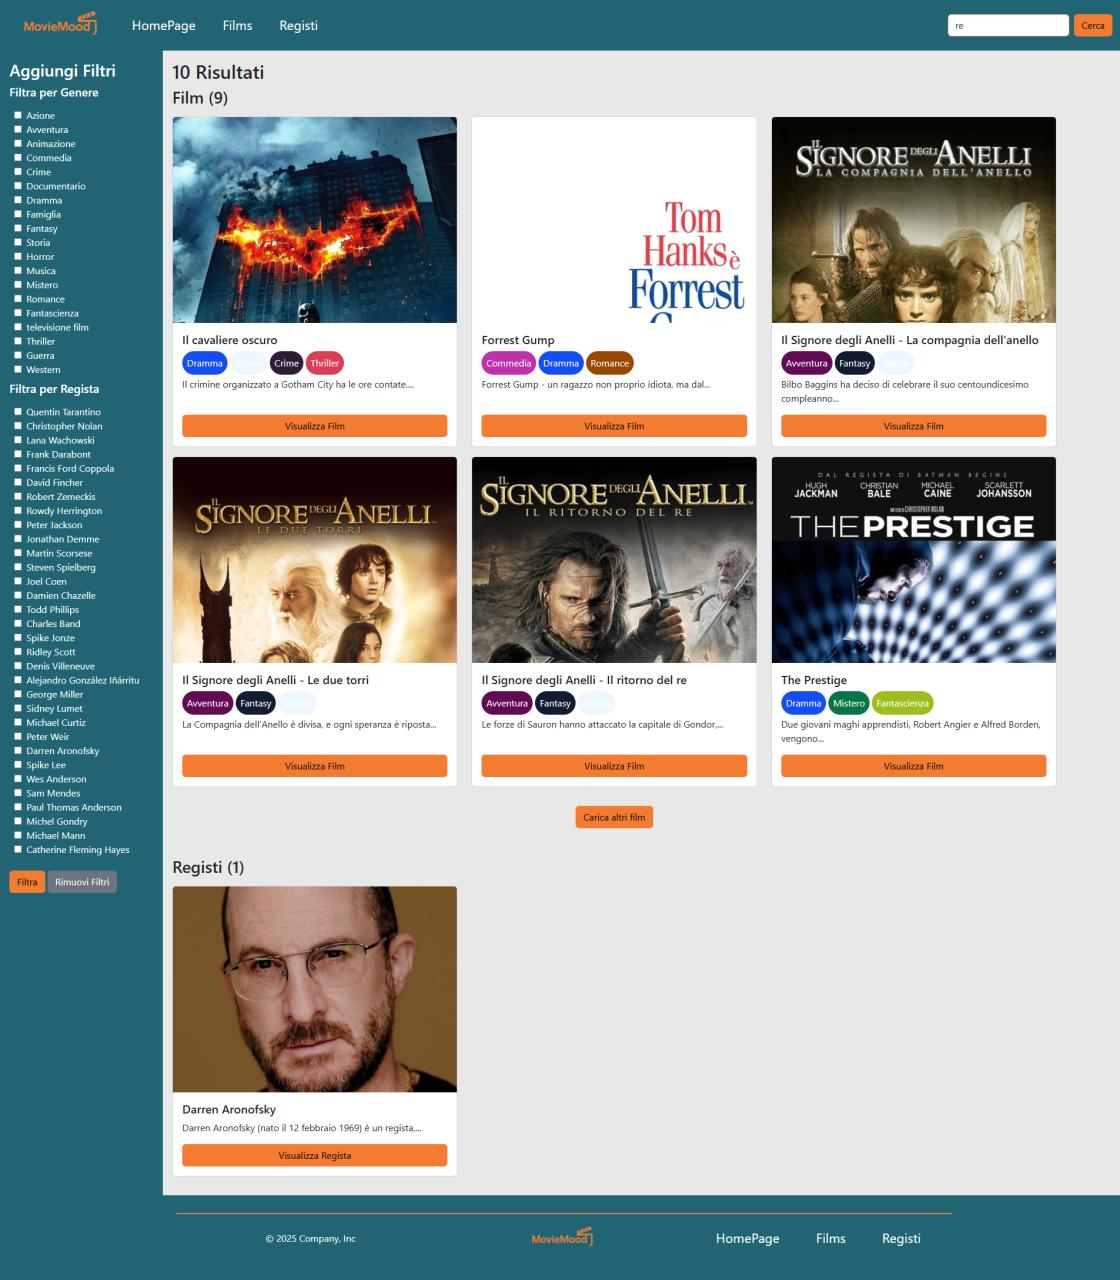 MovieMood
HomePage
Films
Registi
re
Cerca
Aggiungi Filtri
Filtra per Genere
Azione
Avventura
Animazione
Commedia
Crime
Documentario
Dramma
Famiglia
Fantasy
Storia
Horror
Musica
Mistero
Romance
Fantascienza
televisione film
Thriller
Guerra
Western
Filtra per Regista
Quentin Tarantino
Christopher Nolan
Lana Wachowski
Frank Darabont
Francis Ford Coppola
David Fincher
Robert Zemeckis
Rowdy Herrington
Peter Jackson
Jonathan Demme
Martin Scorsese
Steven Spielberg
Joel Coen
Damien Chazelle
Todd Phillips
Charles Band
Spike Jonze
Ridley Scott
Denis Villeneuve
Alejandro González Iñárritu
George Miller
Sidney Lumet
Michael Curtiz
Peter Weir
Darren Aronofsky
Spike Lee
Wes Anderson
Sam Mendes
Paul Thomas Anderson
Michel Gondry
Michael Mann
Catherine Fleming Hayes
Filtra
Rimuovi Filtri
10 Risultati
Film (9)
Il cavaliere oscuro
Dramma
Crime
Thriller
Il crimine organizzato a Gotham City ha le ore contate....
Visualizza Film
Tom
Hanks è
Forrest
Forrest Gump
Commedia
Dramma
Romance
Forrest Gump - un ragazzo non proprio idiota, ma dal...
Visualizza Film
IL SIGNORE DEGLI ANELLI
LA COMPAGNIA DELL'ANELLO
Il Signore degli Anelli - La compagnia dell'anello
Avventura
Fantasy
Bilbo Baggins ha deciso di celebrare il suo centoundicesimo
compleanno...
Visualizza Film
IL SIGNORE DEGLI ANELLI
LE DUE TORRI
Il Signore degli Anelli - Le due torri
Avventura
Fantasy
La Compagnia dell'Anello è divisa, e ogni speranza è riposta...
Visualizza Film
IL SIGNORE DEGLI ANELLI
IL RITORNO DEL RE
Il Signore degli Anelli - Il ritorno del re
Avventura
Fantasy
Le forze di Sauron hanno attaccato la capitale di Gondor,...
Visualizza Film
DAL REGISTA DI BATMAN BEGINS
HUGH JACKMAN
CHRISTIAN BALE
MICHAEL CAINE
SCARLETT JOHANSSON
THE PRESTIGE
The Prestige
Dramma
Mistero
Fantascienza
Due giovani maghi apprendisti, Robert Angier e Alfred Borden,
vengono...
Visualizza Film
Carica altri film
Registi (1)
Darren Aronofsky
Darren Aronofsky (nato il 12 febbraio 1969) è un regista,...
Visualizza Regista
© 2025 Company, Inc
MovieMood
HomePage
Films
Registi